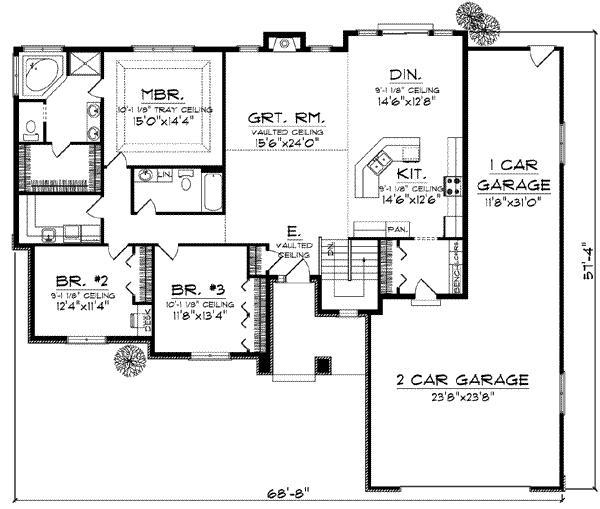 MBR.
10'-1 1/8" TRAY CEILING
15'0"x14'4"
GRT. RM.
VAULTED CEILING
15'6"x24'0"
DIN.
9'-1 1/8" CEILING
14'6"x12'8"
KIT.
9'-1 1/8" CEILING
14'6"x12'6"
1 CAR
GARAGE
11'8"x31'0"
LIN.
PAN.
E.
VAULTED
CEILING
DN.
BENCH
LCKRS.
BR. #2
9'-1 1/8" CEILING
12'4"x11'4"
DESK
BR. #3
10'-1 1/8" CEILING
11'8"x13'4"
2 CAR GARAGE
23'8"x23'8"
57'-4"
68'-8"